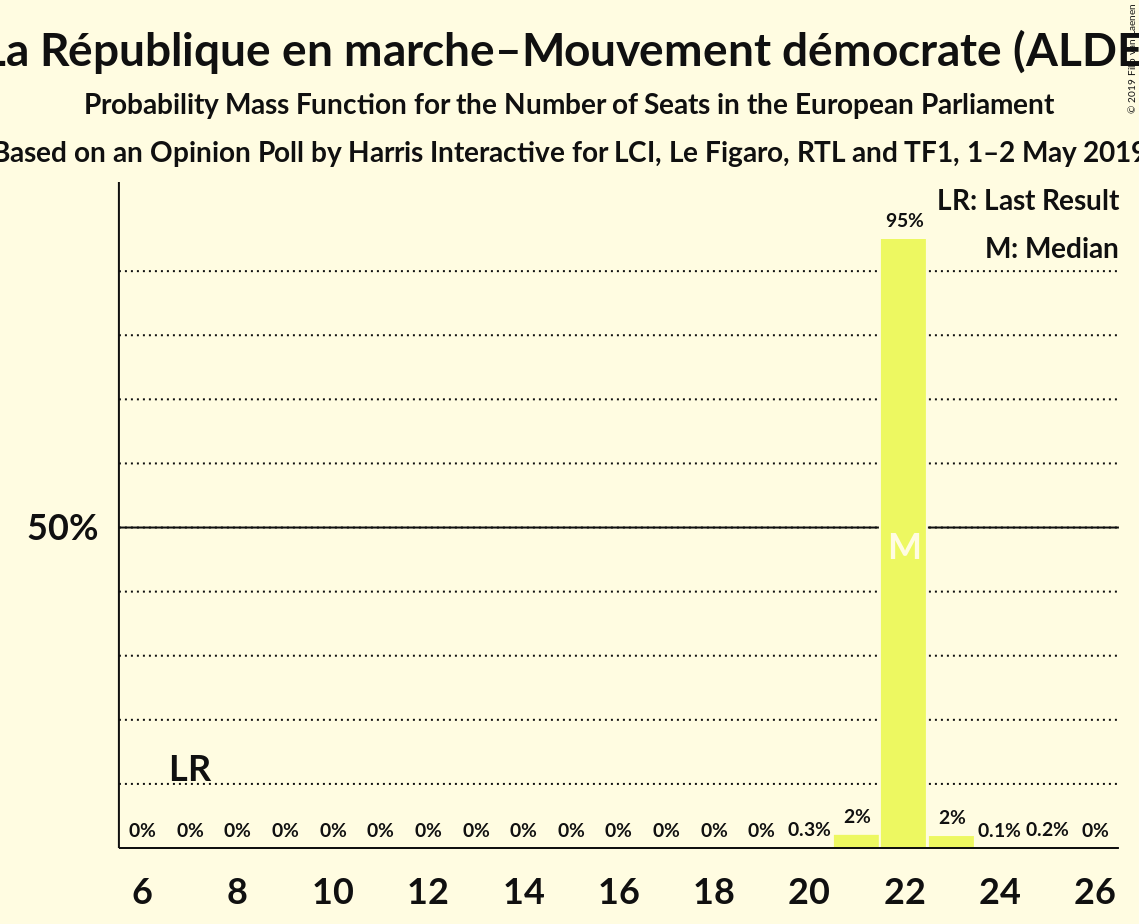 La République en marche–Mouvement démocrate (ALDE
Probability Mass Function for the Number of Seats in the European Parliament
Based on an Opinion Poll by Harris Interactive for LCI, Le Figaro, RTL and TF1, 1–2 May 2019
© 2019 Filip van Laenen
LR: Last Result
M: Median
95%
50%
M
LR
0% 0% 0% 0% 0% 0% 0% 0% 0% 0% 0% 0% 0% 0% 0.3% 2% 2% 0.1% 0.2% 0%
6 8 10 12 14 16 18 20 22 24 26